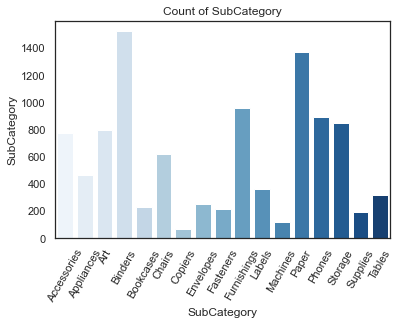 Count of SubCategory
1400
1200
1000
800
600
400
200
0
SubCategory
Accessories
Appliances
Art
Binders
Bookcases
Chairs
Copiers
Envelopes
Fasteners
Furnishings
Labels
Machines
Paper
Phones
Storage
Supplies
Tables
SubCategory